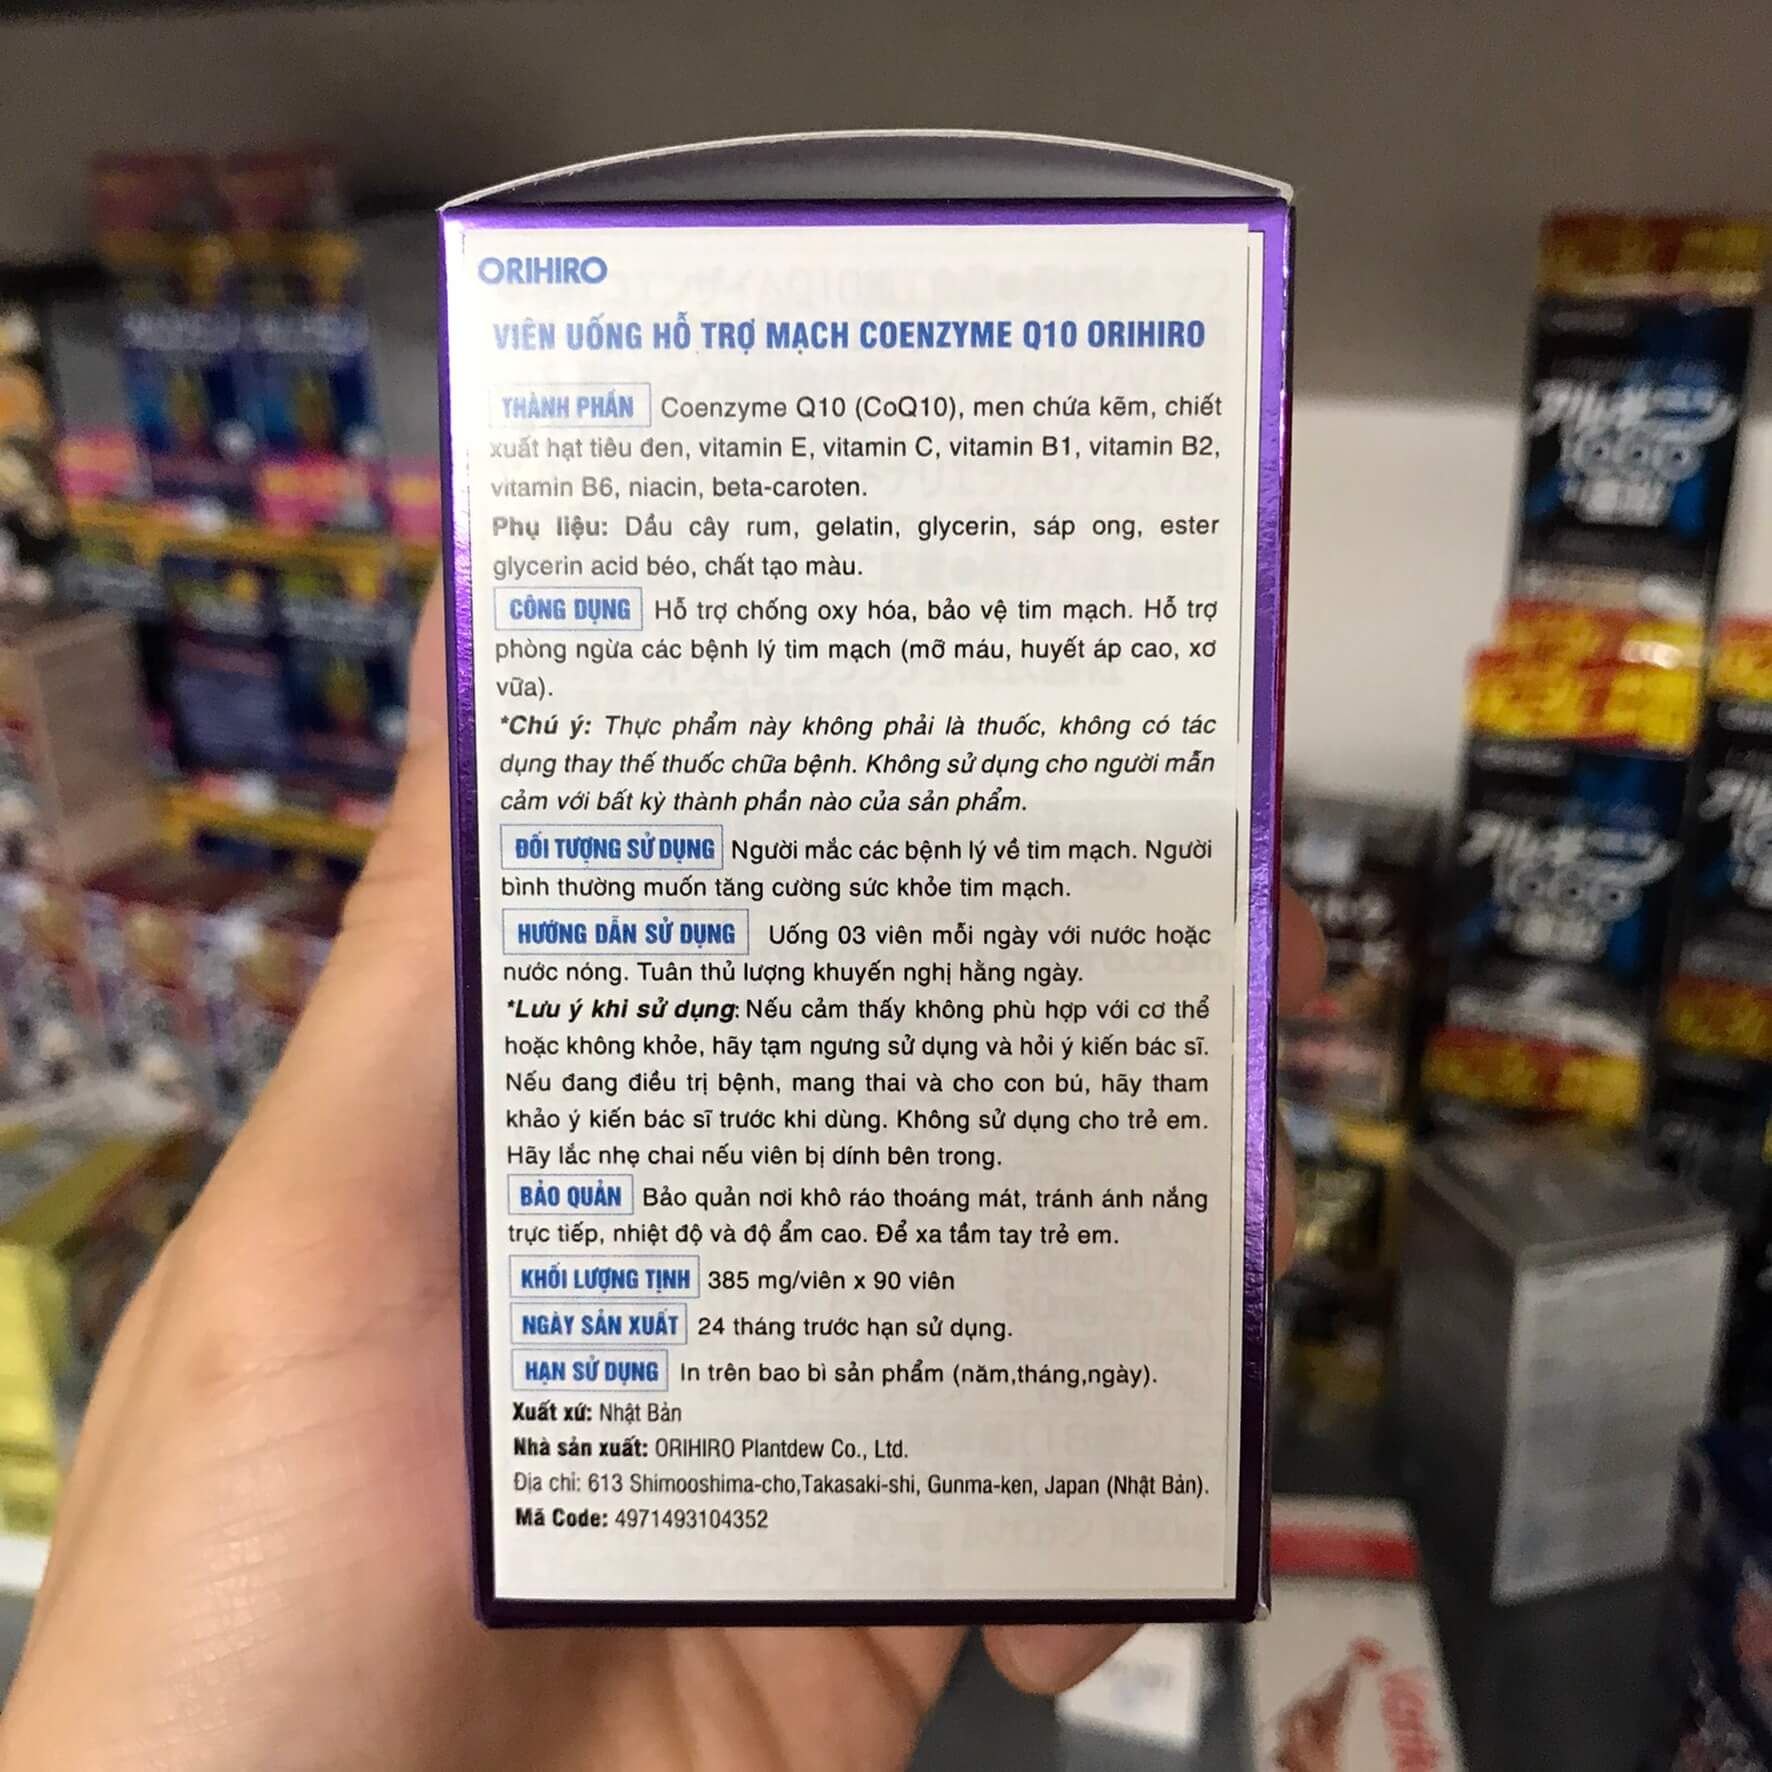 ORIHIRO
VIÊN UỐNG HỖ TRỢ MẠCH COENZYME Q10 ORIHIRO
THÀNH PHẦN Coenzyme Q10 (CoQ10), men chứa kẽm, chiết
xuất hạt tiêu đen, vitamin E, vitamin C, vitamin B1, vitamin B2,
vitamin B6, niacin, beta-caroten.
Phụ liệu: Dầu cây rum, gelatin, glycerin, sáp ong, ester
glycerin acid béo, chất tạo màu.
CÔNG DỤNG Hỗ trợ chống oxy hóa, bảo vệ tim mạch. Hỗ trợ
phòng ngừa các bệnh lý tim mạch (mỡ máu, huyết áp cao, xơ
vữa).
*Chú ý: Thực phẩm này không phải là thuốc, không có tác
dụng thay thế thuốc chữa bệnh. Không sử dụng cho người mẫn
cảm với bất kỳ thành phần nào của sản phẩm.
ĐỐI TƯỢNG SỬ DỤNG Người mắc các bệnh lý về tim mạch. Người
bình thường muốn tăng cường sức khỏe tim mạch.
HƯỚNG DẪN SỬ DỤNG Uống 03 viên mỗi ngày với nước hoặc
nước nóng. Tuân thủ lượng khuyến nghị hằng ngày.
*Lưu ý khi sử dụng: Nếu cảm thấy không phù hợp với cơ thể
hoặc không khỏe, hãy tạm ngưng sử dụng và hỏi ý kiến bác sĩ.
Nếu đang điều trị bệnh, mang thai và cho con bú, hãy tham
khảo ý kiến bác sĩ trước khi dùng. Không sử dụng cho trẻ em.
Hãy lắc nhẹ chai nếu viên bị dính bên trong.
BẢO QUẢN Bảo quản nơi khô ráo thoáng mát, tránh ánh nắng
trực tiếp, nhiệt độ và độ ẩm cao. Để xa tầm tay trẻ em.
KHỐI LƯỢNG TỊNH 385 mg/viên x 90 viên
NGÀY SẢN XUẤT 24 tháng trước hạn sử dụng.
HẠN SỬ DỤNG In trên bao bì sản phẩm (năm,tháng,ngày).
Xuất xứ: Nhật Bản
Nhà sản xuất: ORIHIRO Plantdew Co., Ltd.
Địa chỉ: 613 Shimooshima-cho,Takasaki-shi, Gunma-ken, Japan (Nhật Bản).
Mã Code: 4971493104352